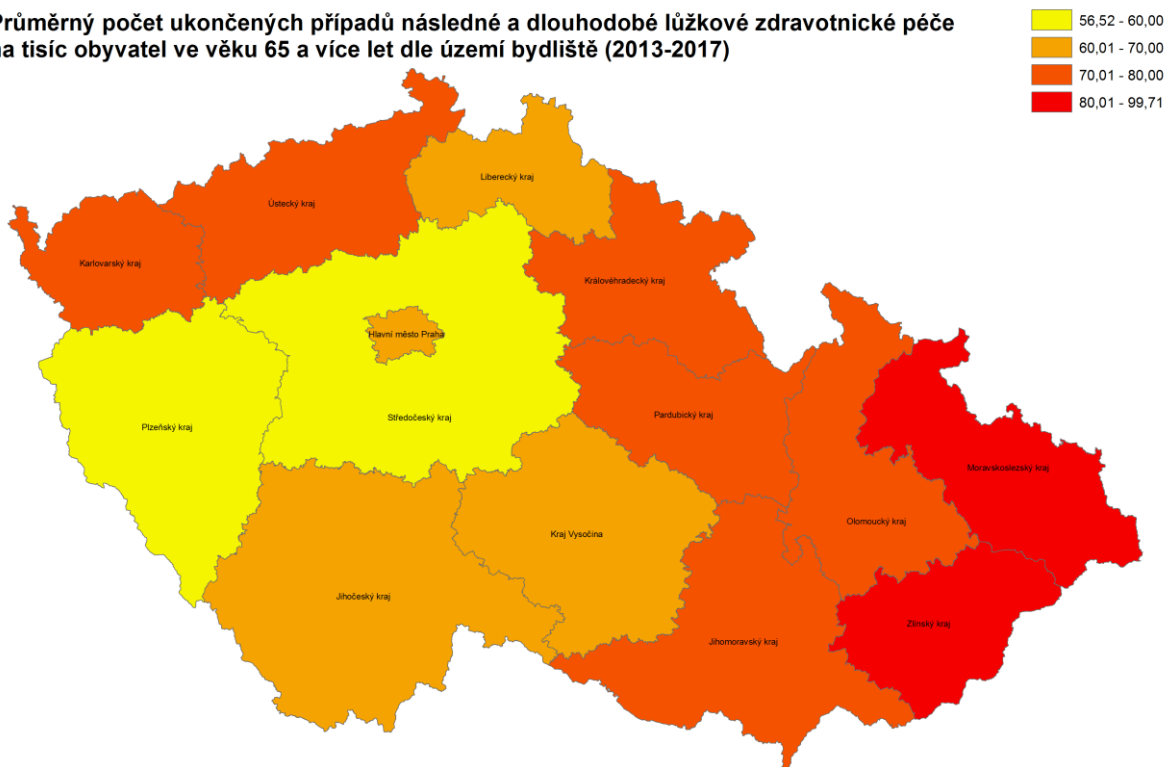 Průměrný počet ukončených případů následné a dlouhodobé lůžkové zdravotnické péče
na tisíc obyvatel ve věku 65 a více let dle území bydliště (2013-2017)
56,52 - 60,00
60,01 - 70,00
70,01 - 80,00
80,01 - 99,71
Liberecký kraj
Ústecký kraj
Karlovarský kraj
Královéhradecký kraj
Hlavní město Praha
Středočeský kraj
Pardubický kraj
Plzeňský kraj
Moravskoslezský kraj
Olomoucký kraj
Kraj Vysočina
Jihočeský kraj
Zlínský kraj
Jihomoravský kraj